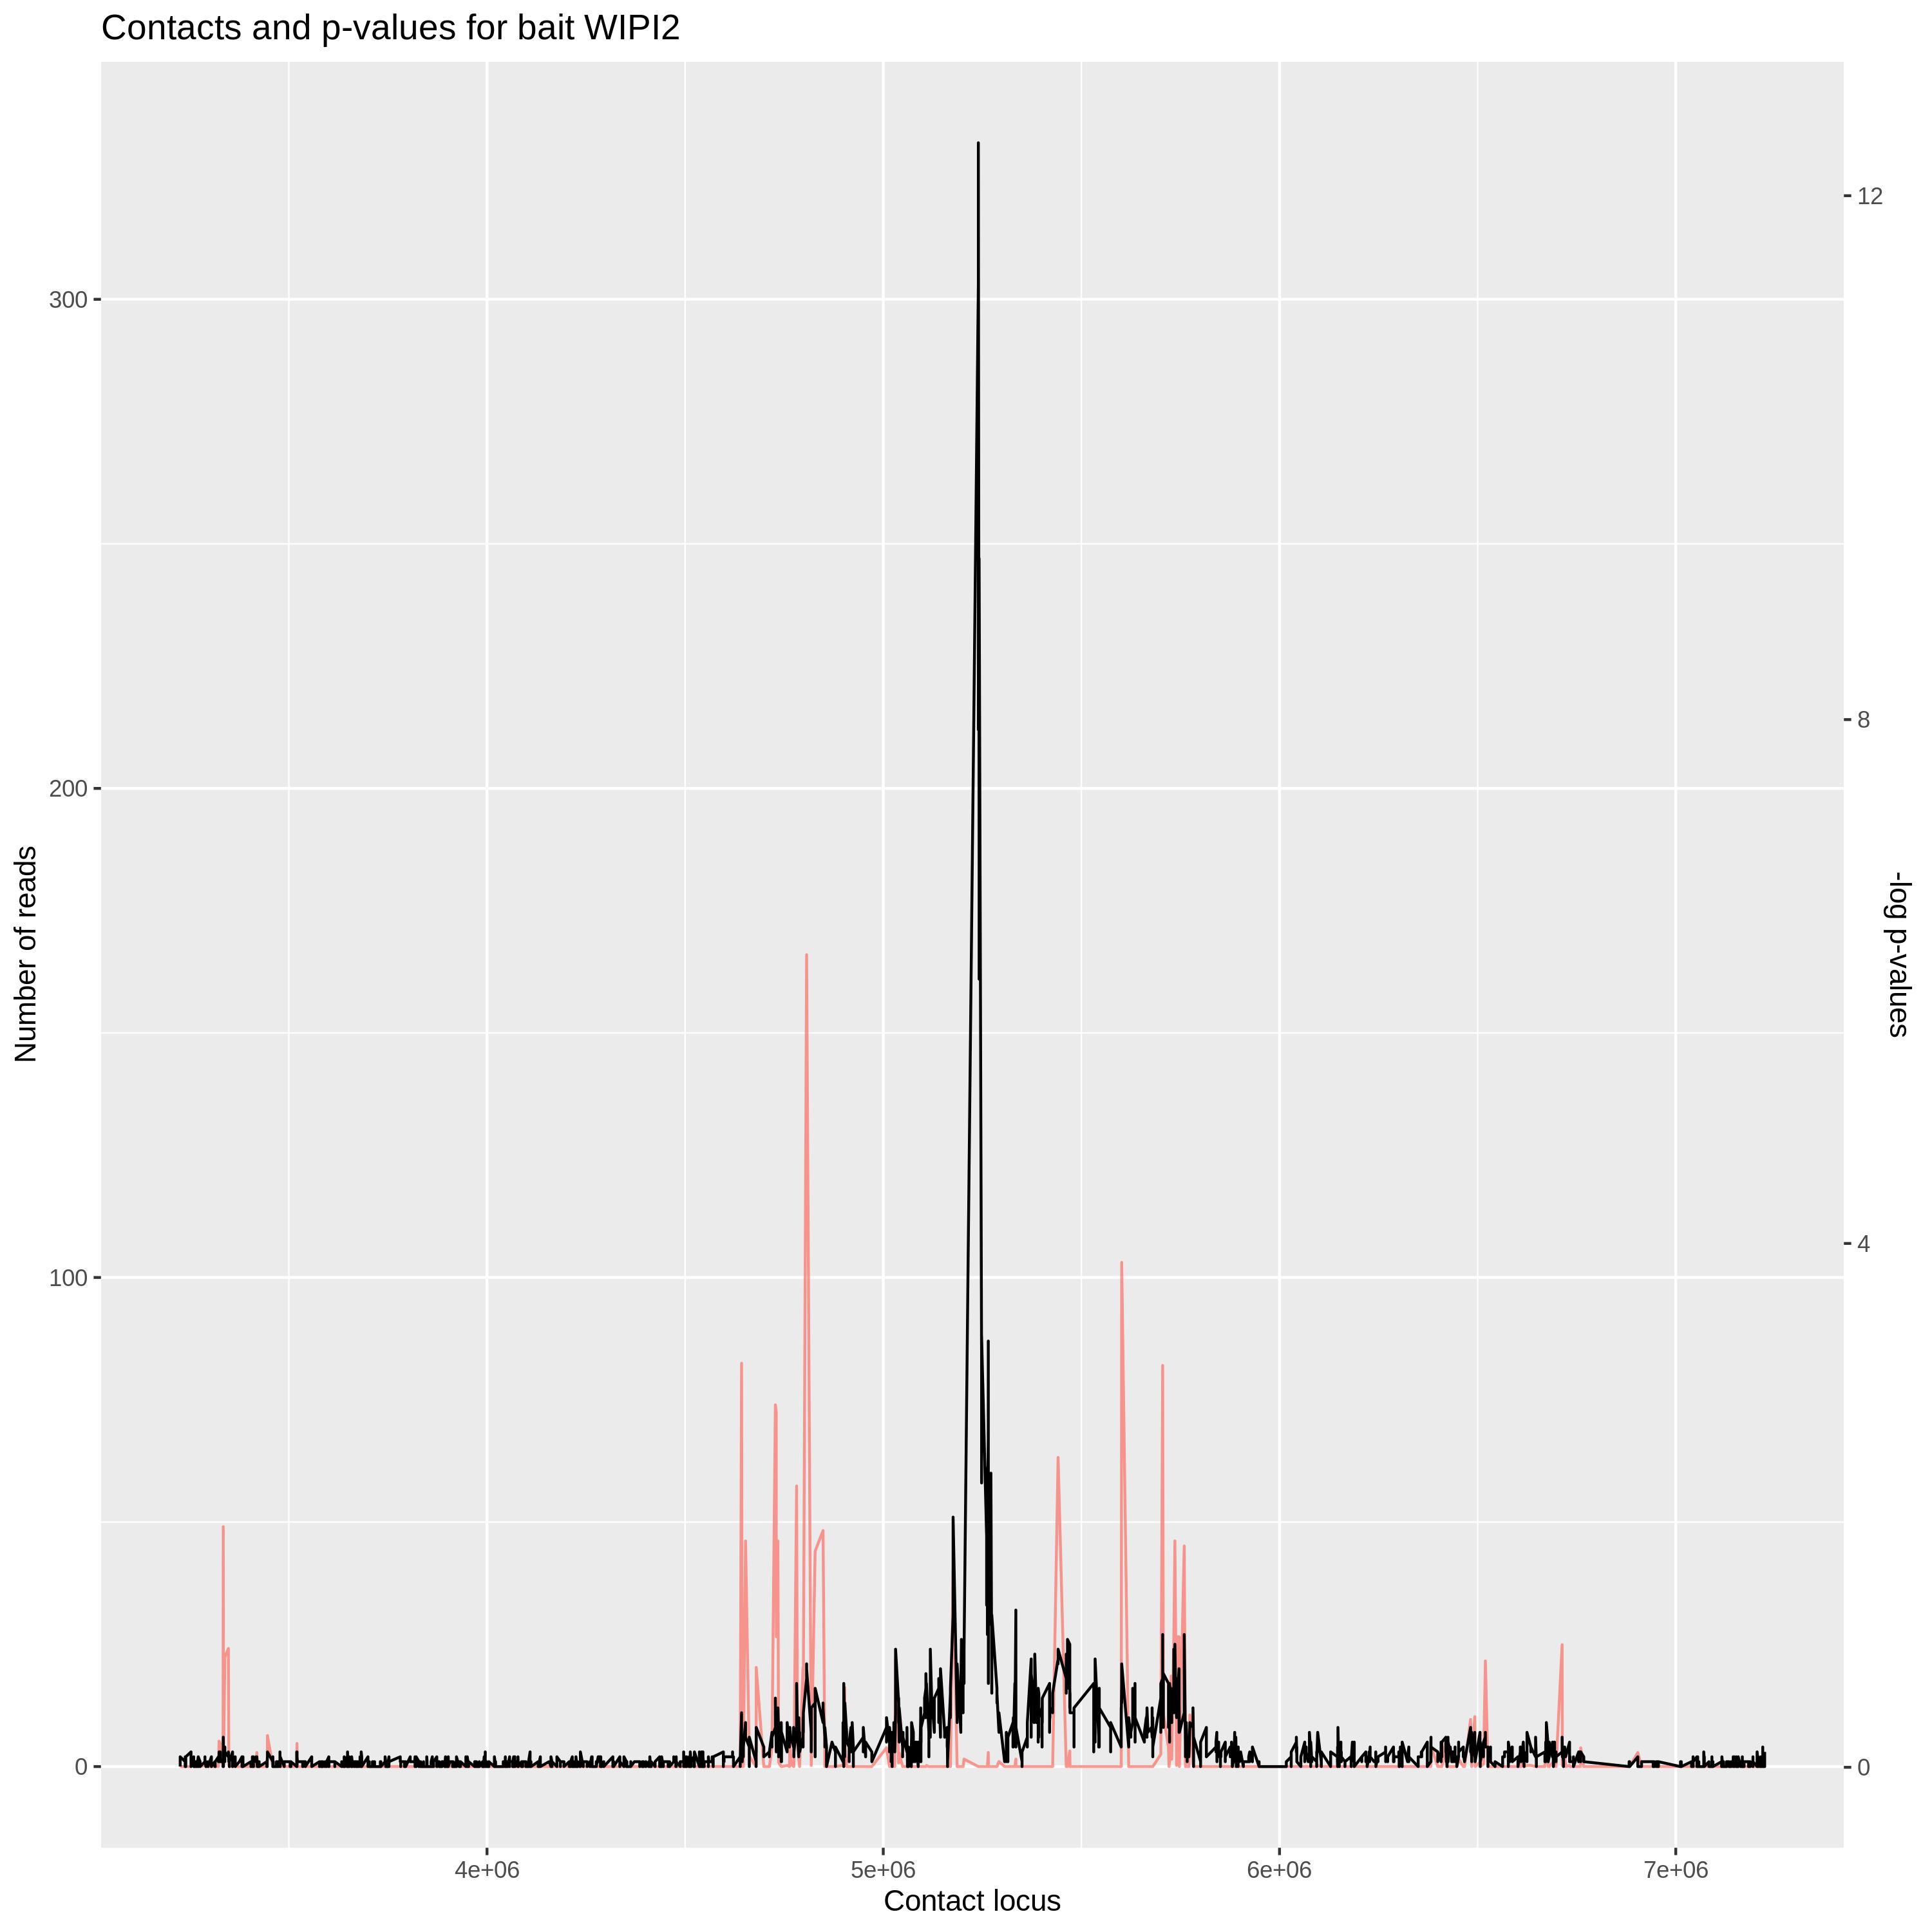 Contacts and p-values for bait WIPI2
300
200
100
0
Number of reads
12
8
4
0
-log p-values
4e+06
5e+06
6e+06
7e+06
Contact locus